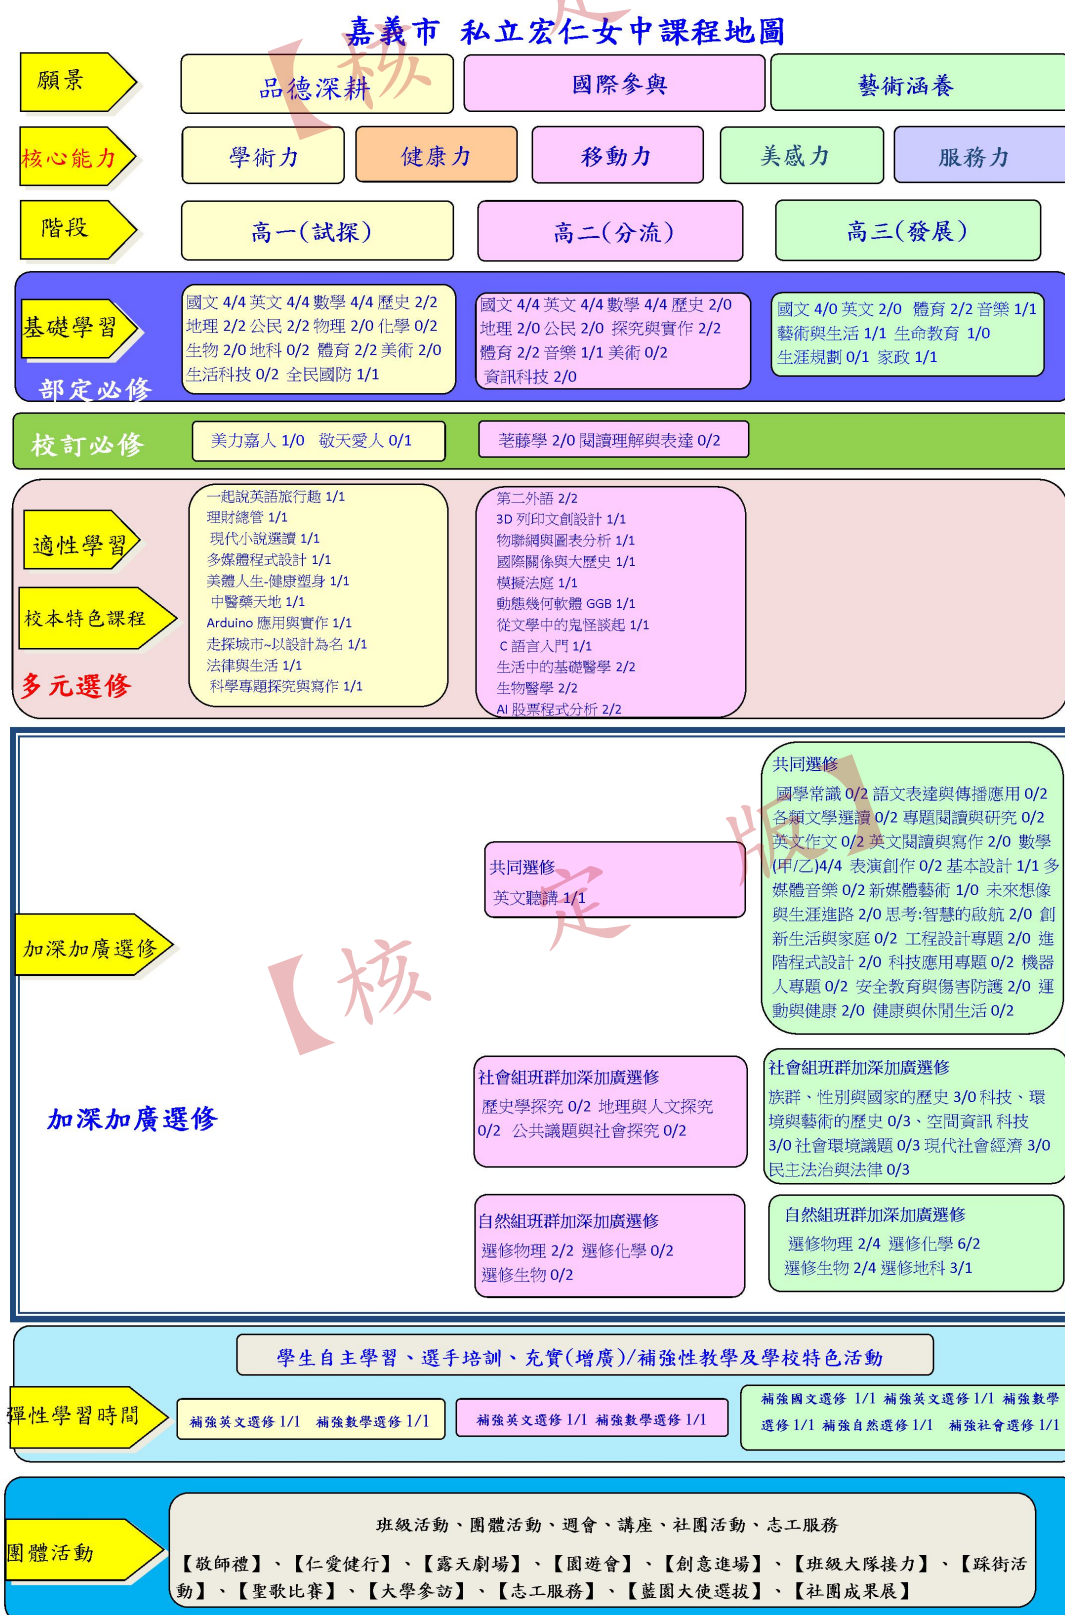 嘉義市 私立宏仁女中課程地圖
願景
品德深耕
國際參與
藝術涵養
核心能力
學術力
健康力
移動力
美感力
服務力
階段
高一(試探)
高二(分流)
高三(發展)
基礎學習
部定必修
國文 4/4 英文 4/4 數學 4/4 歷史 2/2
地理 2/2 公民 2/2 物理 2/0 化學 0/2
生物 2/0 地科 0/2 體育 2/2 美術 2/0
生活科技 0/2 全民國防 1/1
國文 4/4 英文 4/4 數學 4/4 歷史 2/0
地理 2/0 公民 2/0 探究與實作 2/2
體育 2/2 音樂 1/1 美術 0/2
資訊科技 2/0
國文 4/0 英文 2/0 體育 2/2 音樂 1/1
藝術與生活 1/1 生命教育 1/0
生涯規劃 0/1 家政 1/1
校訂必修
美力嘉人 1/0 敬天愛人 0/1
荖藤學 2/0 閱讀理解與表達 0/2
適性學習
校本特色課程
多元選修
一起說英語旅行趣 1/1
理財總管 1/1
現代小說選讀 1/1
多媒體程式設計 1/1
美體人生-健康塑身 1/1
中醫藥天地 1/1
Arduino 應用與實作 1/1
走探城市~以設計為名 1/1
法律與生活 1/1
科學專題探究與寫作 1/1
第二外語 2/2
3D 列印文創設計 1/1
物聯網與圖表分析 1/1
國際關係與大歷史 1/1
模擬法庭 1/1
動態幾何軟體 GGB 1/1
從文學中的鬼怪談起 1/1
C 語言入門 1/1
生活中的基礎醫學 2/2
生物醫學 2/2
AI 股票程式分析 2/2
加深加廣選修
加深加廣選修
共同選修
英文聽講 1/1
共同選修
國學常識 0/2 語文表達與傳播應用 0/2
各類文學選讀 0/2 專題閱讀與研究 0/2
英文作文 0/2 英文閱讀與寫作 2/0 數學
(甲/乙)4/4 表演創作 0/2 基本設計 1/1 多
媒體音樂 0/2 新媒體藝術 1/0 未來想像
與生涯進路 2/0 思考:智慧的啟航 2/0 創
新生活與家庭 0/2 工程設計專題 2/0 進
階程式設計 2/0 科技應用專題 0/2 機器
人專題 0/2 安全教育與傷害防護 2/0 運
動與健康 2/0 健康與休閒生活 0/2
社會組班群加深加廣選修
歷史學探究 0/2 地理與人文探究
0/2 公共議題與社會探究 0/2
社會組班群加深加廣選修
族群、性別與國家的歷史 3/0 科技、環
境與藝術的歷史 0/3、空間資訊 科技
3/0 社會環境議題 0/3 現代社會經濟 3/0
民主法治與法律 0/3
自然組班群加深加廣選修
選修物理 2/2 選修化學 0/2
選修生物 0/2
自然組班群加深加廣選修
選修物理 2/4 選修化學 6/2
選修生物 2/4 選修地科 3/1
彈性學習時間
學生自主學習、選手培訓、充實(增廣)/補強性教學及學校特色活動
補強英文選修 1/1 補強數學選修 1/1
補強英文選修 1/1 補強數學選修 1/1
補強國文選修 1/1 補強英文選修 1/1 補強數學
選修 1/1 補強自然選修 1/1 補強社會選修 1/1
團體活動
班級活動、團體活動、週會、講座、社團活動、志工服務
【敬師禮】、【仁愛健行】、【露天劇場】、【園遊會】、【創意進場】、【班級大隊接力】、【踩街活
動】、【聖歌比賽】、【大學參訪】、【志工服務】、【藍園大使選拔】、【社團成果展】
【核定
【核定版】